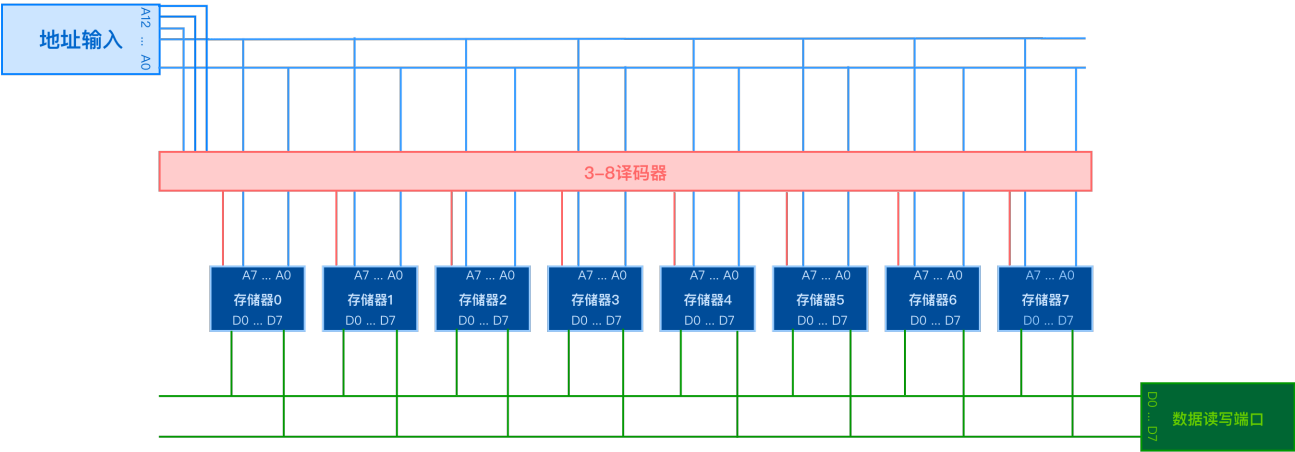 地址输入
A12 ... A0
3-8译码器
A7 ... A0
存储器0
D0 ... D7
A7 ... A0
存储器1
D0 ... D7
A7 ... A0
存储器2
D0 ... D7
A7 ... A0
存储器3
D0 ... D7
A7 ... A0
存储器4
D0 ... D7
A7 ... A0
存储器5
D0 ... D7
A7 ... A0
存储器6
D0 ... D7
A7 ... A0
存储器7
D0 ... D7
D0 ... D7
数据读写端口